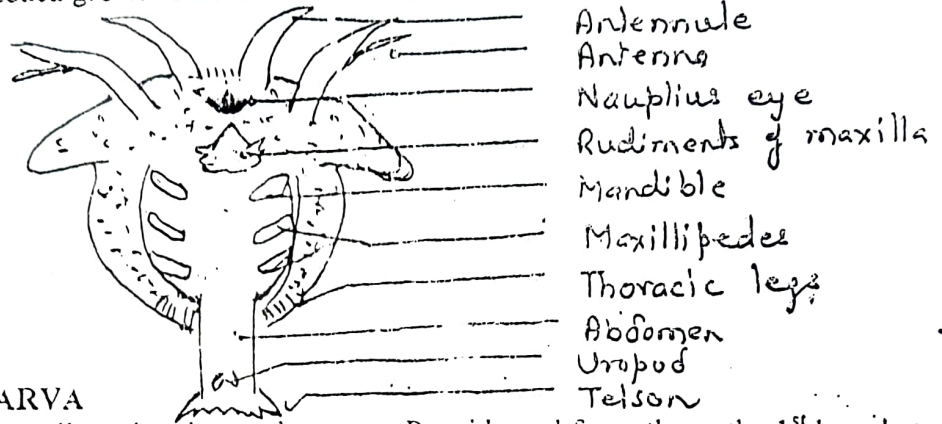 Antennule
Antenna
Nauplius eye
Rudiments of maxilla
Mandible
Maxillipedes
Thoracic legs
Abdomen
Uropod
Telson
ARVA